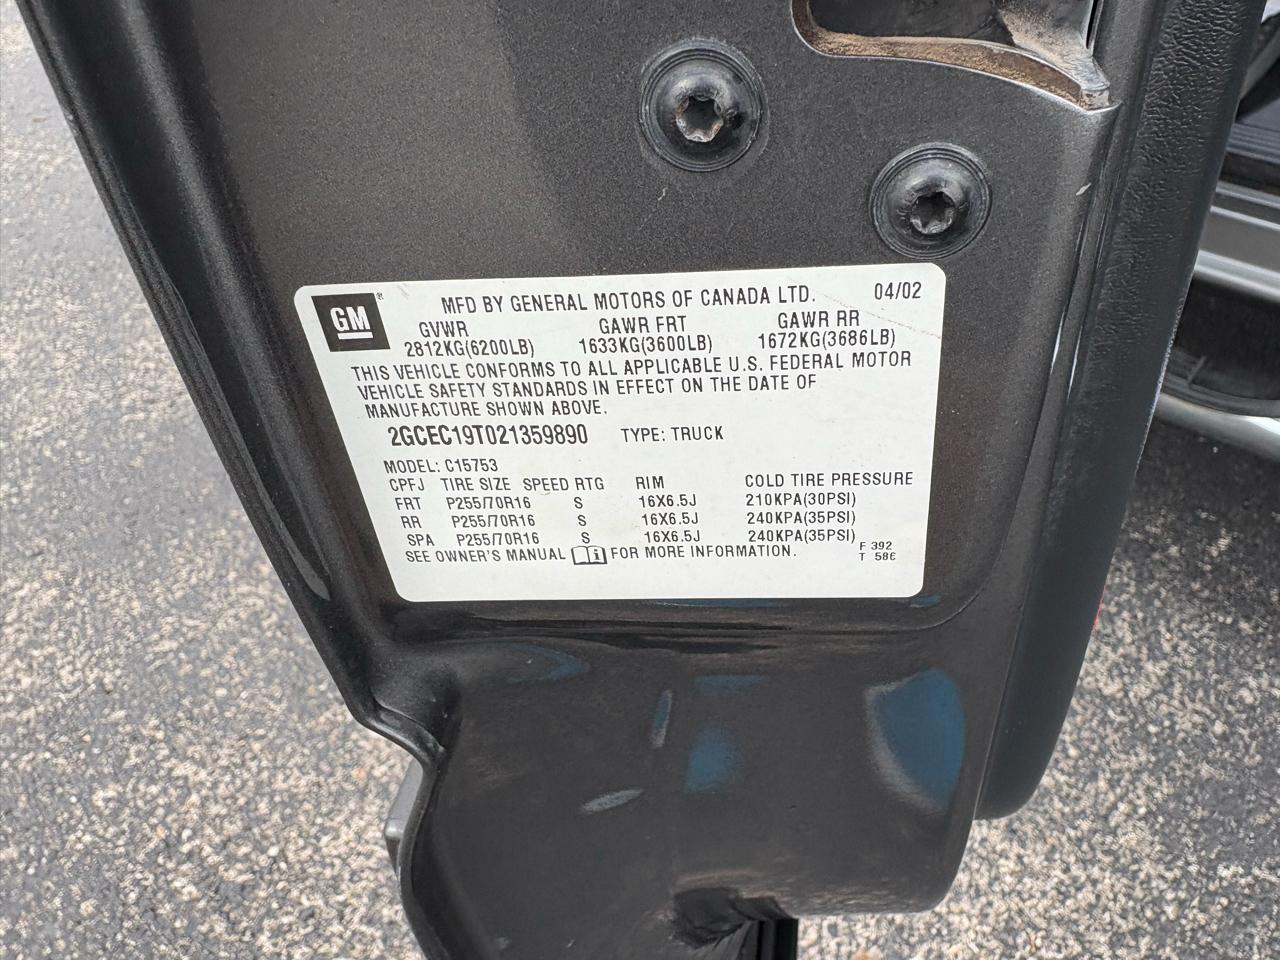 GM ® MFD BY GENERAL MOTORS OF CANADA LTD. 04/02
GVWR GAWR FRT GAWR RR
2812KG(6200LB) 1633KG(3600LB) 1672KG(3686LB)
THIS VEHICLE CONFORMS TO ALL APPLICABLE U.S. FEDERAL MOTOR
VEHICLE SAFETY STANDARDS IN EFFECT ON THE DATE OF
MANUFACTURE SHOWN ABOVE.
2GCEC19T021359890 TYPE: TRUCK
MODEL: C15753
CPFJ TIRE SIZE SPEED RTG RIM COLD TIRE PRESSURE
FRT P255/70R16 S 16X6.5J 210KPA(30PSI)
RR P255/70R16 S 16X6.5J 240KPA(35PSI)
SPA P255/70R16 S 16X6.5J 240KPA(35PSI)
SEE OWNER'S MANUAL i FOR MORE INFORMATION.
F 392
T